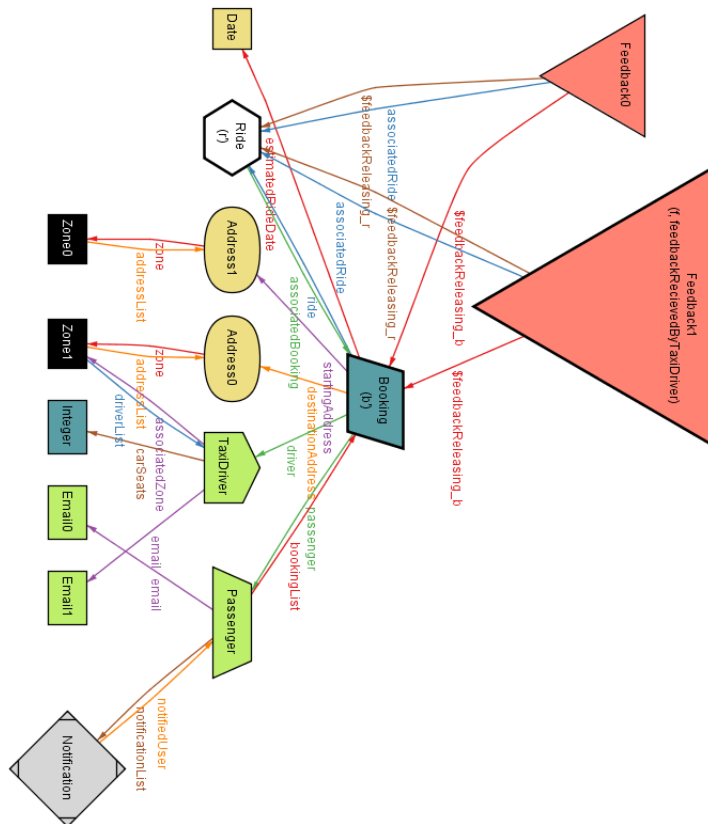 Feedback0
Feedback1
(f, feedbackRecievedByTaxiDriver)
Date
Ride
(r')
Address1
Zone0
Address0
Zone1
Integer
TaxiDriver
Email0
Email1
Passenger
Notification
Booking
(b')
$feedbackReleasing_r
associatedRide
$feedbackReleasing_b
$feedbackReleasing_r
associatedRide
$feedbackReleasing_b
estimatedRideDate
ride
associatedBooking
startingAddress
destinationAddress
driver
passenger
bookingList
zone
addressList
zone
addressList
associatedZone
driverList
carSeats
email
email
notifiedUser
notificationList